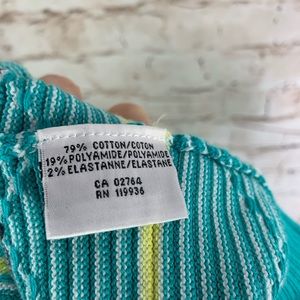 79% COTTON/COTON
19% POLYAMIDE/POLYAMIDE
2% ELASTANNE/ELASTANE
CA 02764
RN 119936